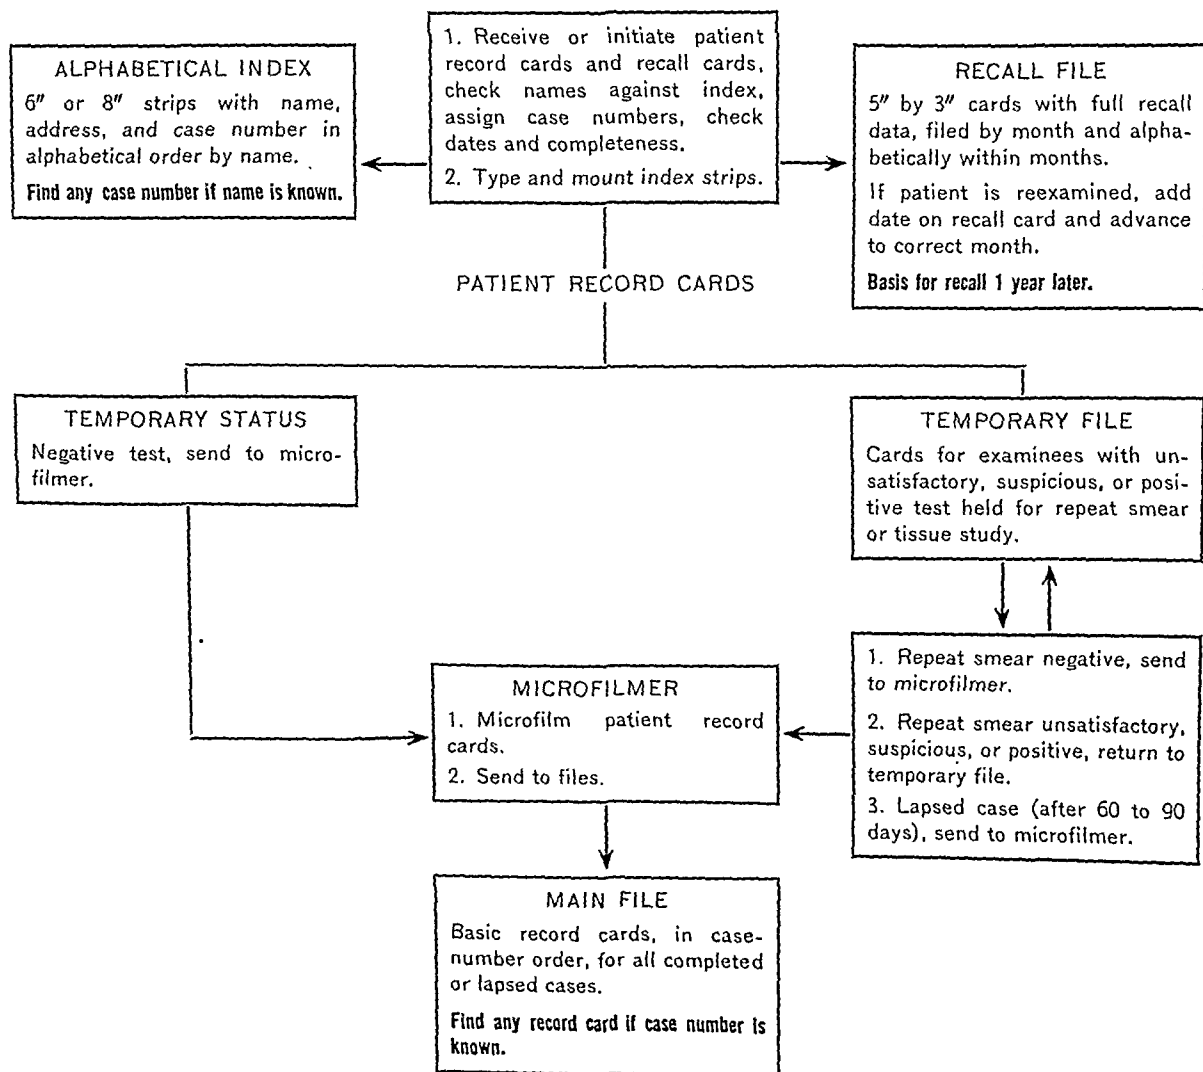 ALPHABETICAL INDEX
6" or 8" strips with name,
address, and case number in
alphabetical order by name.
Find any case number if name is known.
1. Receive or initiate patient
record cards and recall cards,
check names against index,
assign case numbers, check
dates and completeness.
2. Type and mount index strips.
RECALL FILE
5" by 3" cards with full recall
data, filed by month and alpha-
betically within months.
If patient is reexamined, add
date on recall card and advance
to correct month.
Basis for recall 1 year later.
PATIENT RECORD CARDS
TEMPORARY STATUS
Negative test, send to micro-
filmer.
TEMPORARY FILE
Cards for examinees with un-
satisfactory, suspicious, or posi-
tive test held for repeat smear
or tissue study.
MICROFILMER
1. Microfilm patient record
cards.
2. Send to files.
1. Repeat smear negative, send
to microfilmer.
2. Repeat smear unsatisfactory,
suspicious, or positive, return to
temporary file.
3. Lapsed case (after 60 to 90
days), send to microfilmer.
MAIN FILE
Basic record cards, in case-
number order, for all completed
or lapsed cases.
Find any record card if case number is
known.